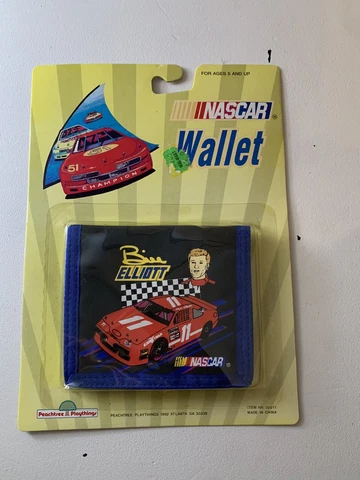 FOR AGES 5 AND UP
NASCAR®
Wallet
51
CHAMPION
Bill
ELLIOTT
11
11
NASCAR®
Peachtree Playthings
PEACHTREE PLAYTHINGS 1992 ATLANTA GA
MADE IN CHINA